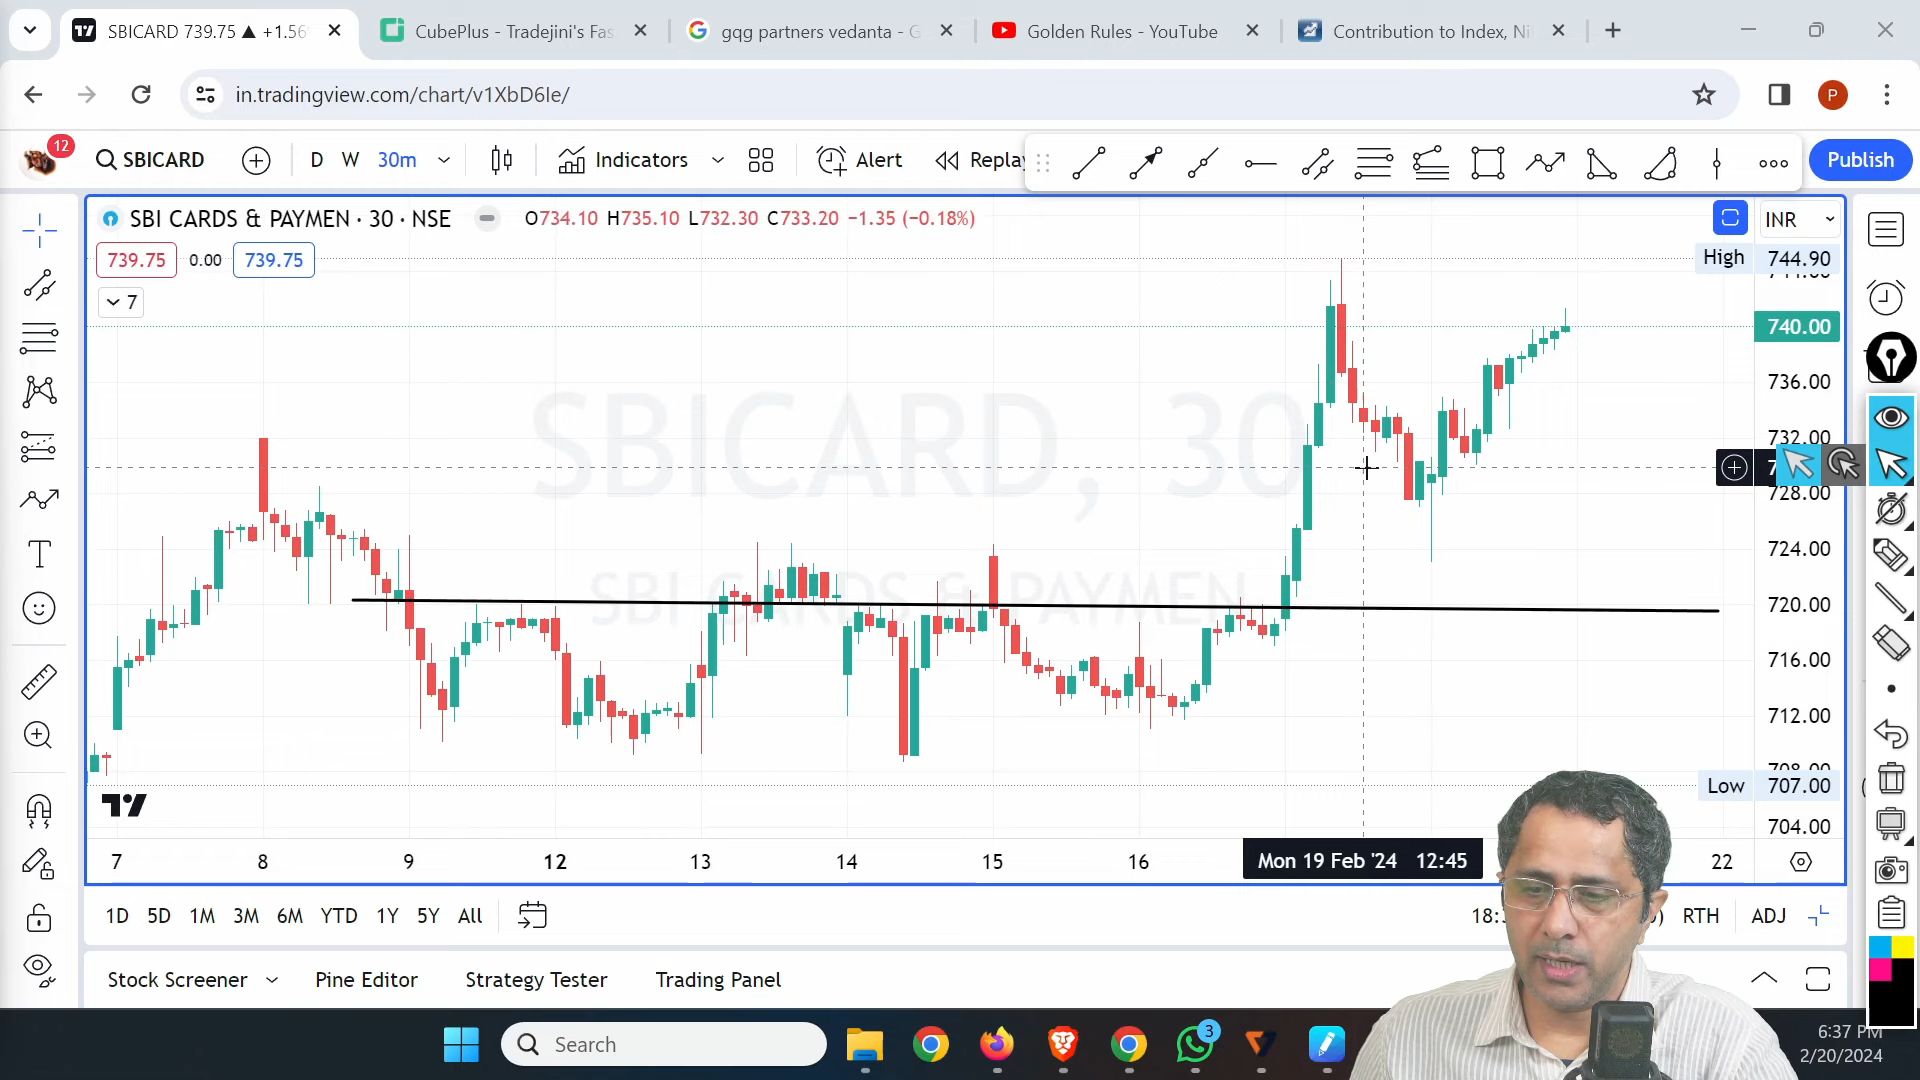 SBICARD 739.75 ▲ +1.56
CubePlus - Tradejini's Fas
gqg partners vedanta - G
Golden Rules - YouTube
Contribution to Index, Ni
in.tradingview.com/chart/v1XbD6Ie/
P
12
SBICARD
D W 30m
Indicators
Alert
Replay
Publish
SBI CARDS & PAYMEN · 30 · NSE
O734.10 H735.10 L732.30 C733.20 −1.35 (−0.18%)
INR
739.75 0.00 739.75
7
High 744.90
740.00
736.00
732.00
728.00
724.00
720.00
716.00
712.00
Low 707.00
704.00
SBICARD, 30
SBI CARDS & PAYMEN
7 8 9 12 13 14 15 16 Mon 19 Feb '24 12:45 22
1D 5D 1M 3M 6M YTD 1Y 5Y All
RTH ADJ
Stock Screener Pine Editor Strategy Tester Trading Panel
Search
3
6:37 PM
2/20/2024